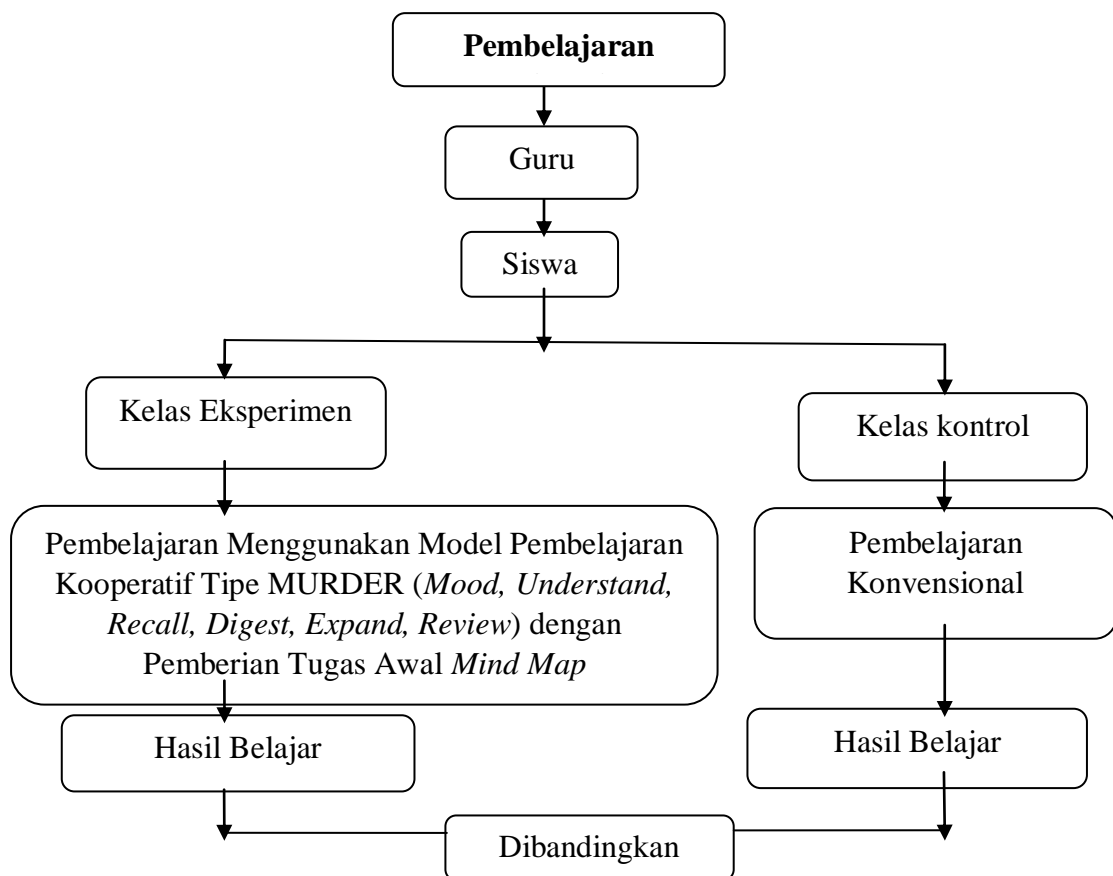 Pembelajaran
Guru
Siswa
Kelas Eksperimen
Kelas kontrol
Pembelajaran Menggunakan Model Pembelajaran
Kooperatif Tipe MURDER (Mood, Understand,
Recall, Digest, Expand, Review) dengan
Pemberian Tugas Awal Mind Map
Pembelajaran
Konvensional
Hasil Belajar
Hasil Belajar
Dibandingkan